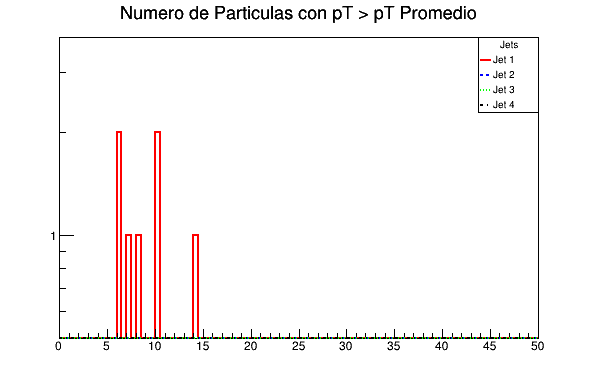 Numero de Particulas con pT > pT Promedio
Jets
Jet 1
Jet 2
Jet 3
Jet 4
1
0 5 10 15 20 25 30 35 40 45 50